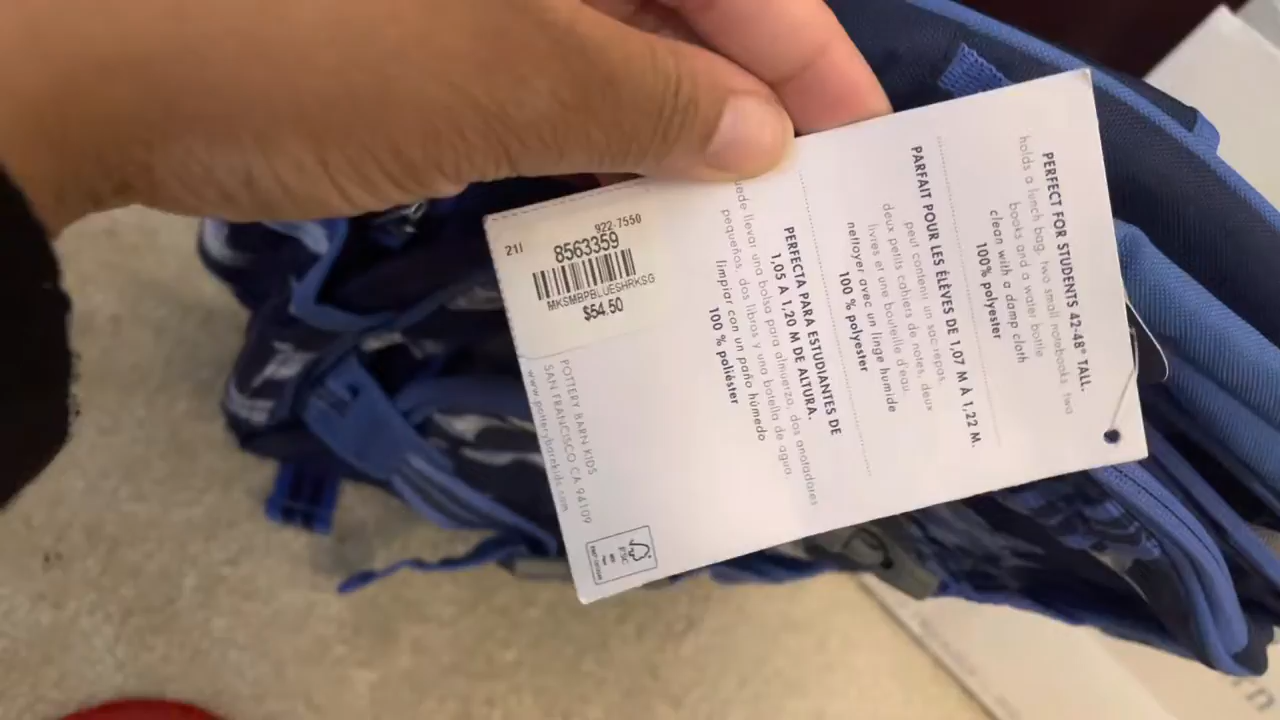 PERFECT FOR STUDENTS 42-48" TALL.
holds a lunch bag, two small notebooks, two
books and a water bottle
clean with a damp cloth
100% polyester
PARFAIT POUR LES ÉLÈVES DE 1,07 M À 1,22 M.
peut contenir un sac repas,
deux petits cahiers de notes, deux
livres et une bouteille d'eau
nettoyer avec un linge humide
100 % polyester
PERFECTA PARA ESTUDIANTES DE
1,05 A 1,20 M DE ALTURA.
llevar una bolsa para almuerzo, dos anotadores
pequeños, dos libros y una botella de agua
limpiar con un paño húmedo
100 % poliéster
POTTERY BARN KIDS
SAN FRANCISCO CA 94109
www.potterybarnkids.com
21I
922-7550
8563359
MKSMBPBLUESHRKSG
$54.50
FSC